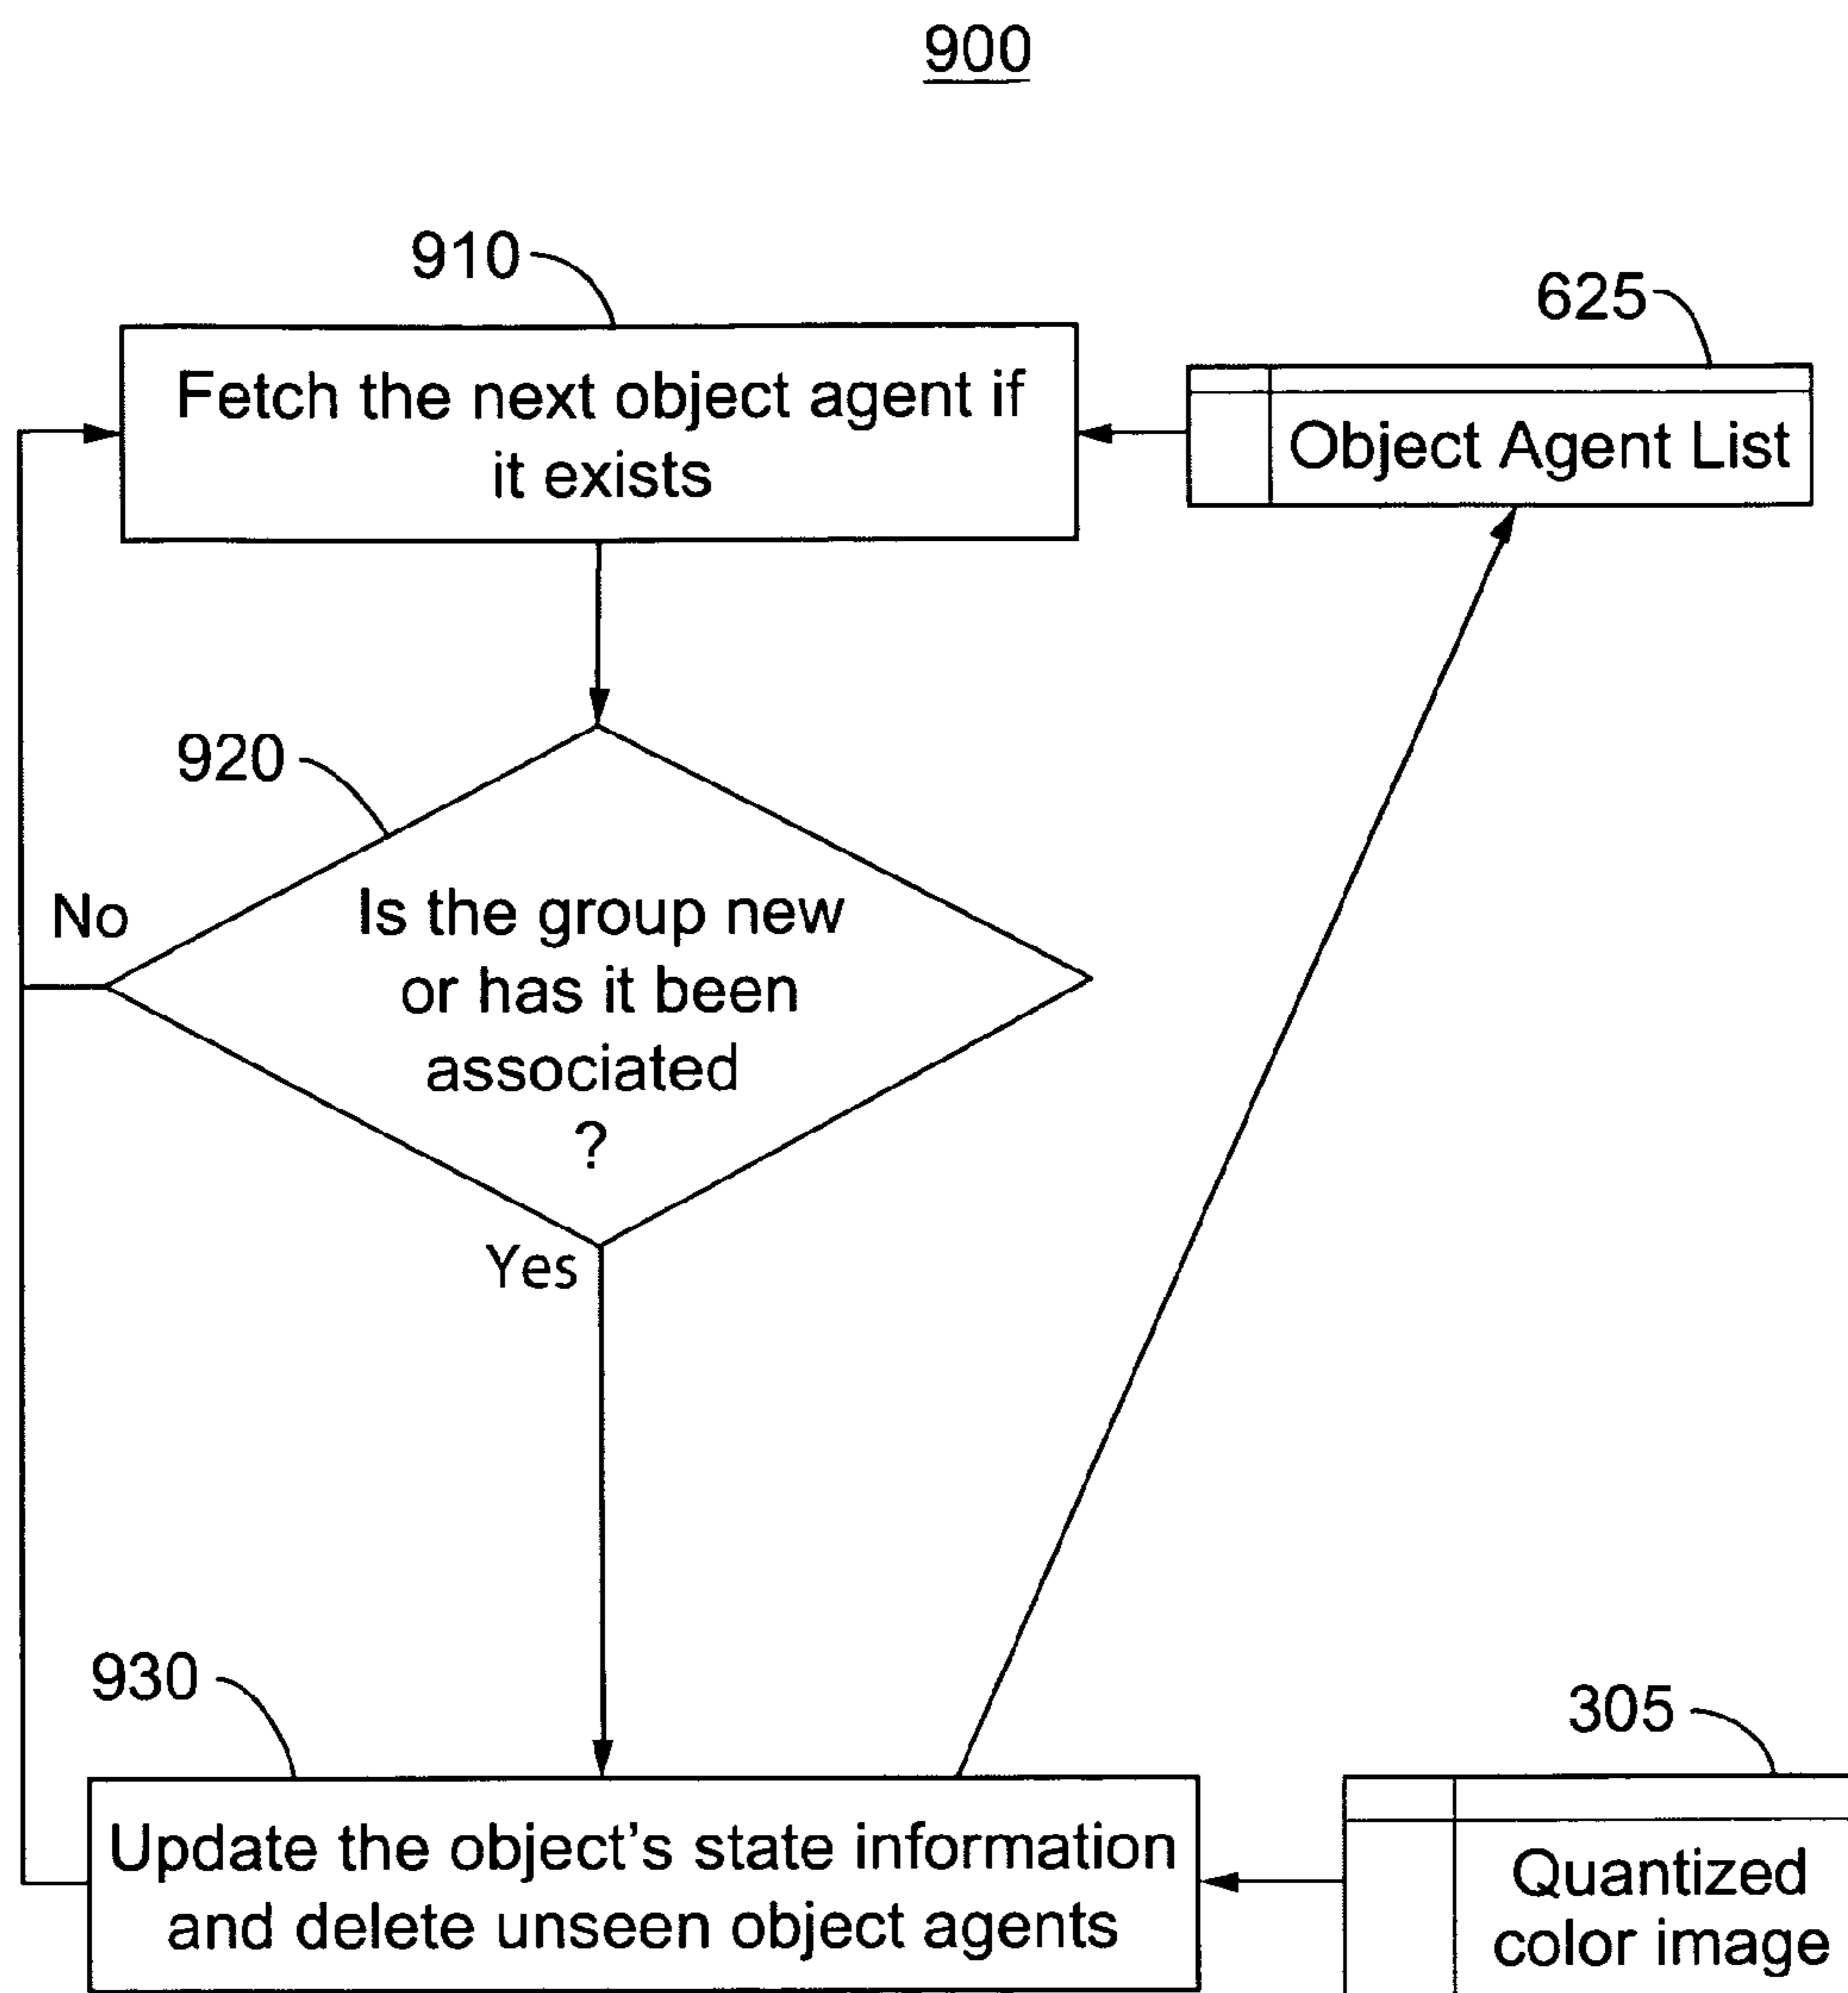 900
910
625
Fetch the next object agent if
it exists
Object Agent List
920
No
Is the group new
or has it been
associated
?
Yes
930
305
Update the object's state information
and delete unseen object agents
Quantized
color image